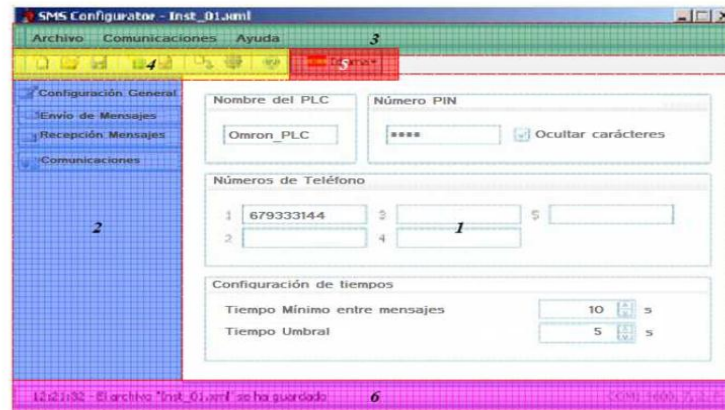 SMS Configurator - Inst_01.xml
Archivo Comunicaciones Ayuda 3
4 5 Idioma
Configuración General
Envio de Mensajes
Recepción Mensajes
Comunicaciones
2
Nombre del PLC Número PIN
Omron_PLC **** Ocultar carácteres
Números de Teléfono
1 679333144 3 5
2 4 1
Configuración de tiempos
Tiempo Mínimo entre mensajes 10 s
Tiempo Umbral 5 s
12:21:32 - El archivo "Inst_01.xml" se ha guardado 6